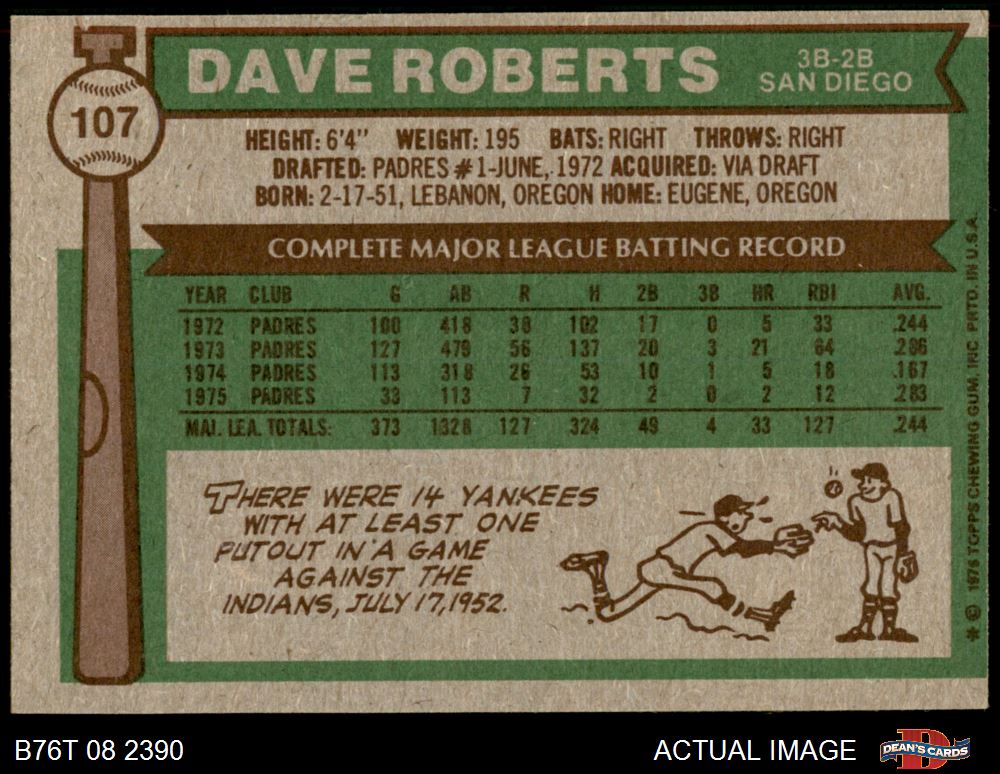 DAVE ROBERTS
3B-2B
SAN DIEGO
107
HEIGHT: 6'4" WEIGHT: 195 BATS: RIGHT THROWS: RIGHT
DRAFTED: PADRES #1-JUNE, 1972 ACQUIRED: VIA DRAFT
BORN: 2-17-51, LEBANON, OREGON HOME: EUGENE, OREGON
COMPLETE MAJOR LEAGUE BATTING RECORD
YEAR CLUB G AB R H 2B 3B HR RBI AVG.
1972 PADRES 100 418 38 102 17 0 5 33 .244
1973 PADRES 127 479 56 137 20 3 21 64 .286
1974 PADRES 113 318 26 53 10 1 5 18 .167
1975 PADRES 33 113 7 32 2 0 2 12 .283
MAJ. LEA. TOTALS: 373 1328 127 324 49 4 33 127 .244
THERE WERE 14 YANKEES
WITH AT LEAST ONE
PUTOUT IN A GAME
AGAINST THE
INDIANS, JULY 17, 1952.
* © 1976 TOPPS CHEWING GUM, INC PRTD. IN U.S.A.
B76T 08 2390
ACTUAL IMAGE
DEAN'S CARDS